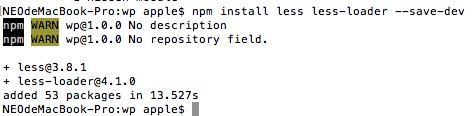 NEOdeMacBook-Pro:wp apple$ npm install less less-loader --save-dev
npm WARN wp@1.0.0 No description
npm WARN wp@1.0.0 No repository field.
+ less@3.8.1
+ less-loader@4.1.0
added 53 packages in 13.527s
NEOdeMacBook-Pro:wp apple$